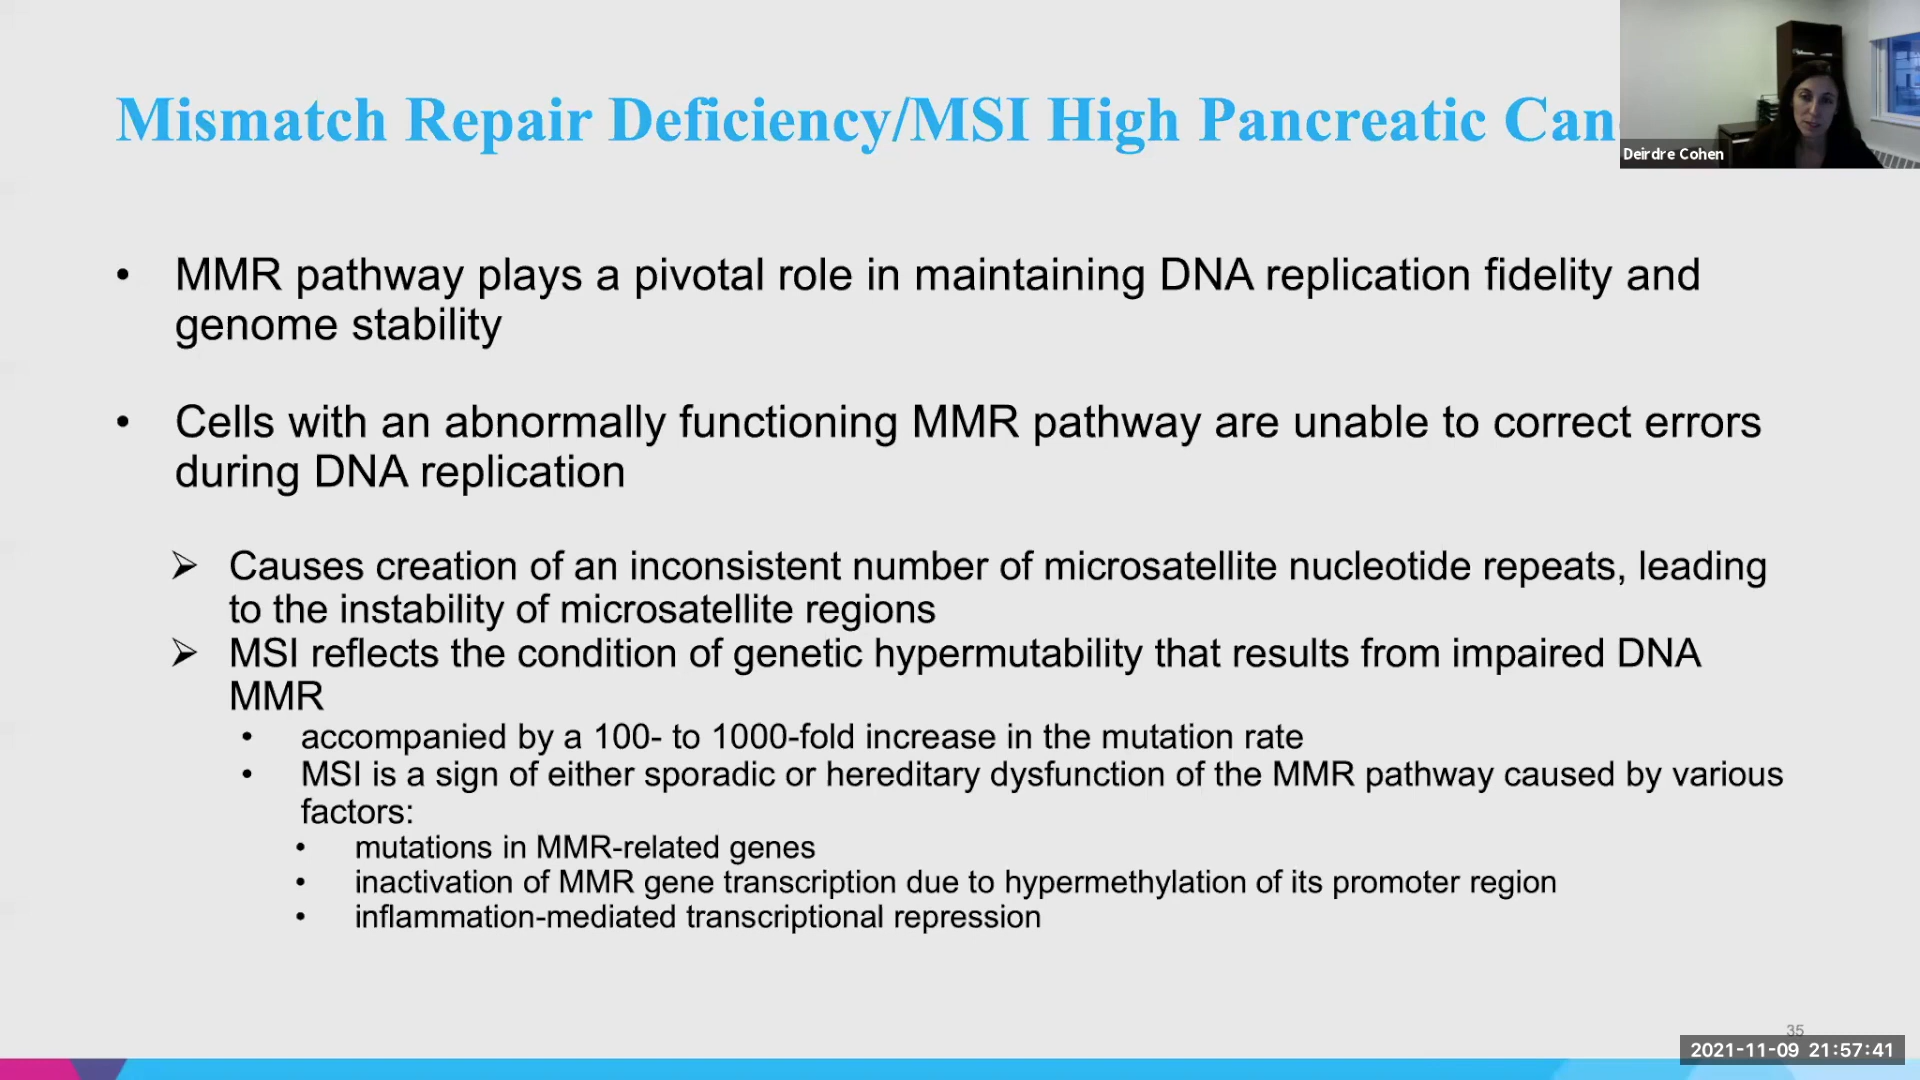 Mismatch Repair Deficiency/MSI High Pancreatic Can
Deirdre Cohen
• MMR pathway plays a pivotal role in maintaining DNA replication fidelity and
genome stability
• Cells with an abnormally functioning MMR pathway are unable to correct errors
during DNA replication
➢ Causes creation of an inconsistent number of microsatellite nucleotide repeats, leading
to the instability of microsatellite regions
➢ MSI reflects the condition of genetic hypermutability that results from impaired DNA
MMR
• accompanied by a 100- to 1000-fold increase in the mutation rate
• MSI is a sign of either sporadic or hereditary dysfunction of the MMR pathway caused by various
factors:
• mutations in MMR-related genes
• inactivation of MMR gene transcription due to hypermethylation of its promoter region
• inflammation-mediated transcriptional repression
35
2021-11-09 21:57:41